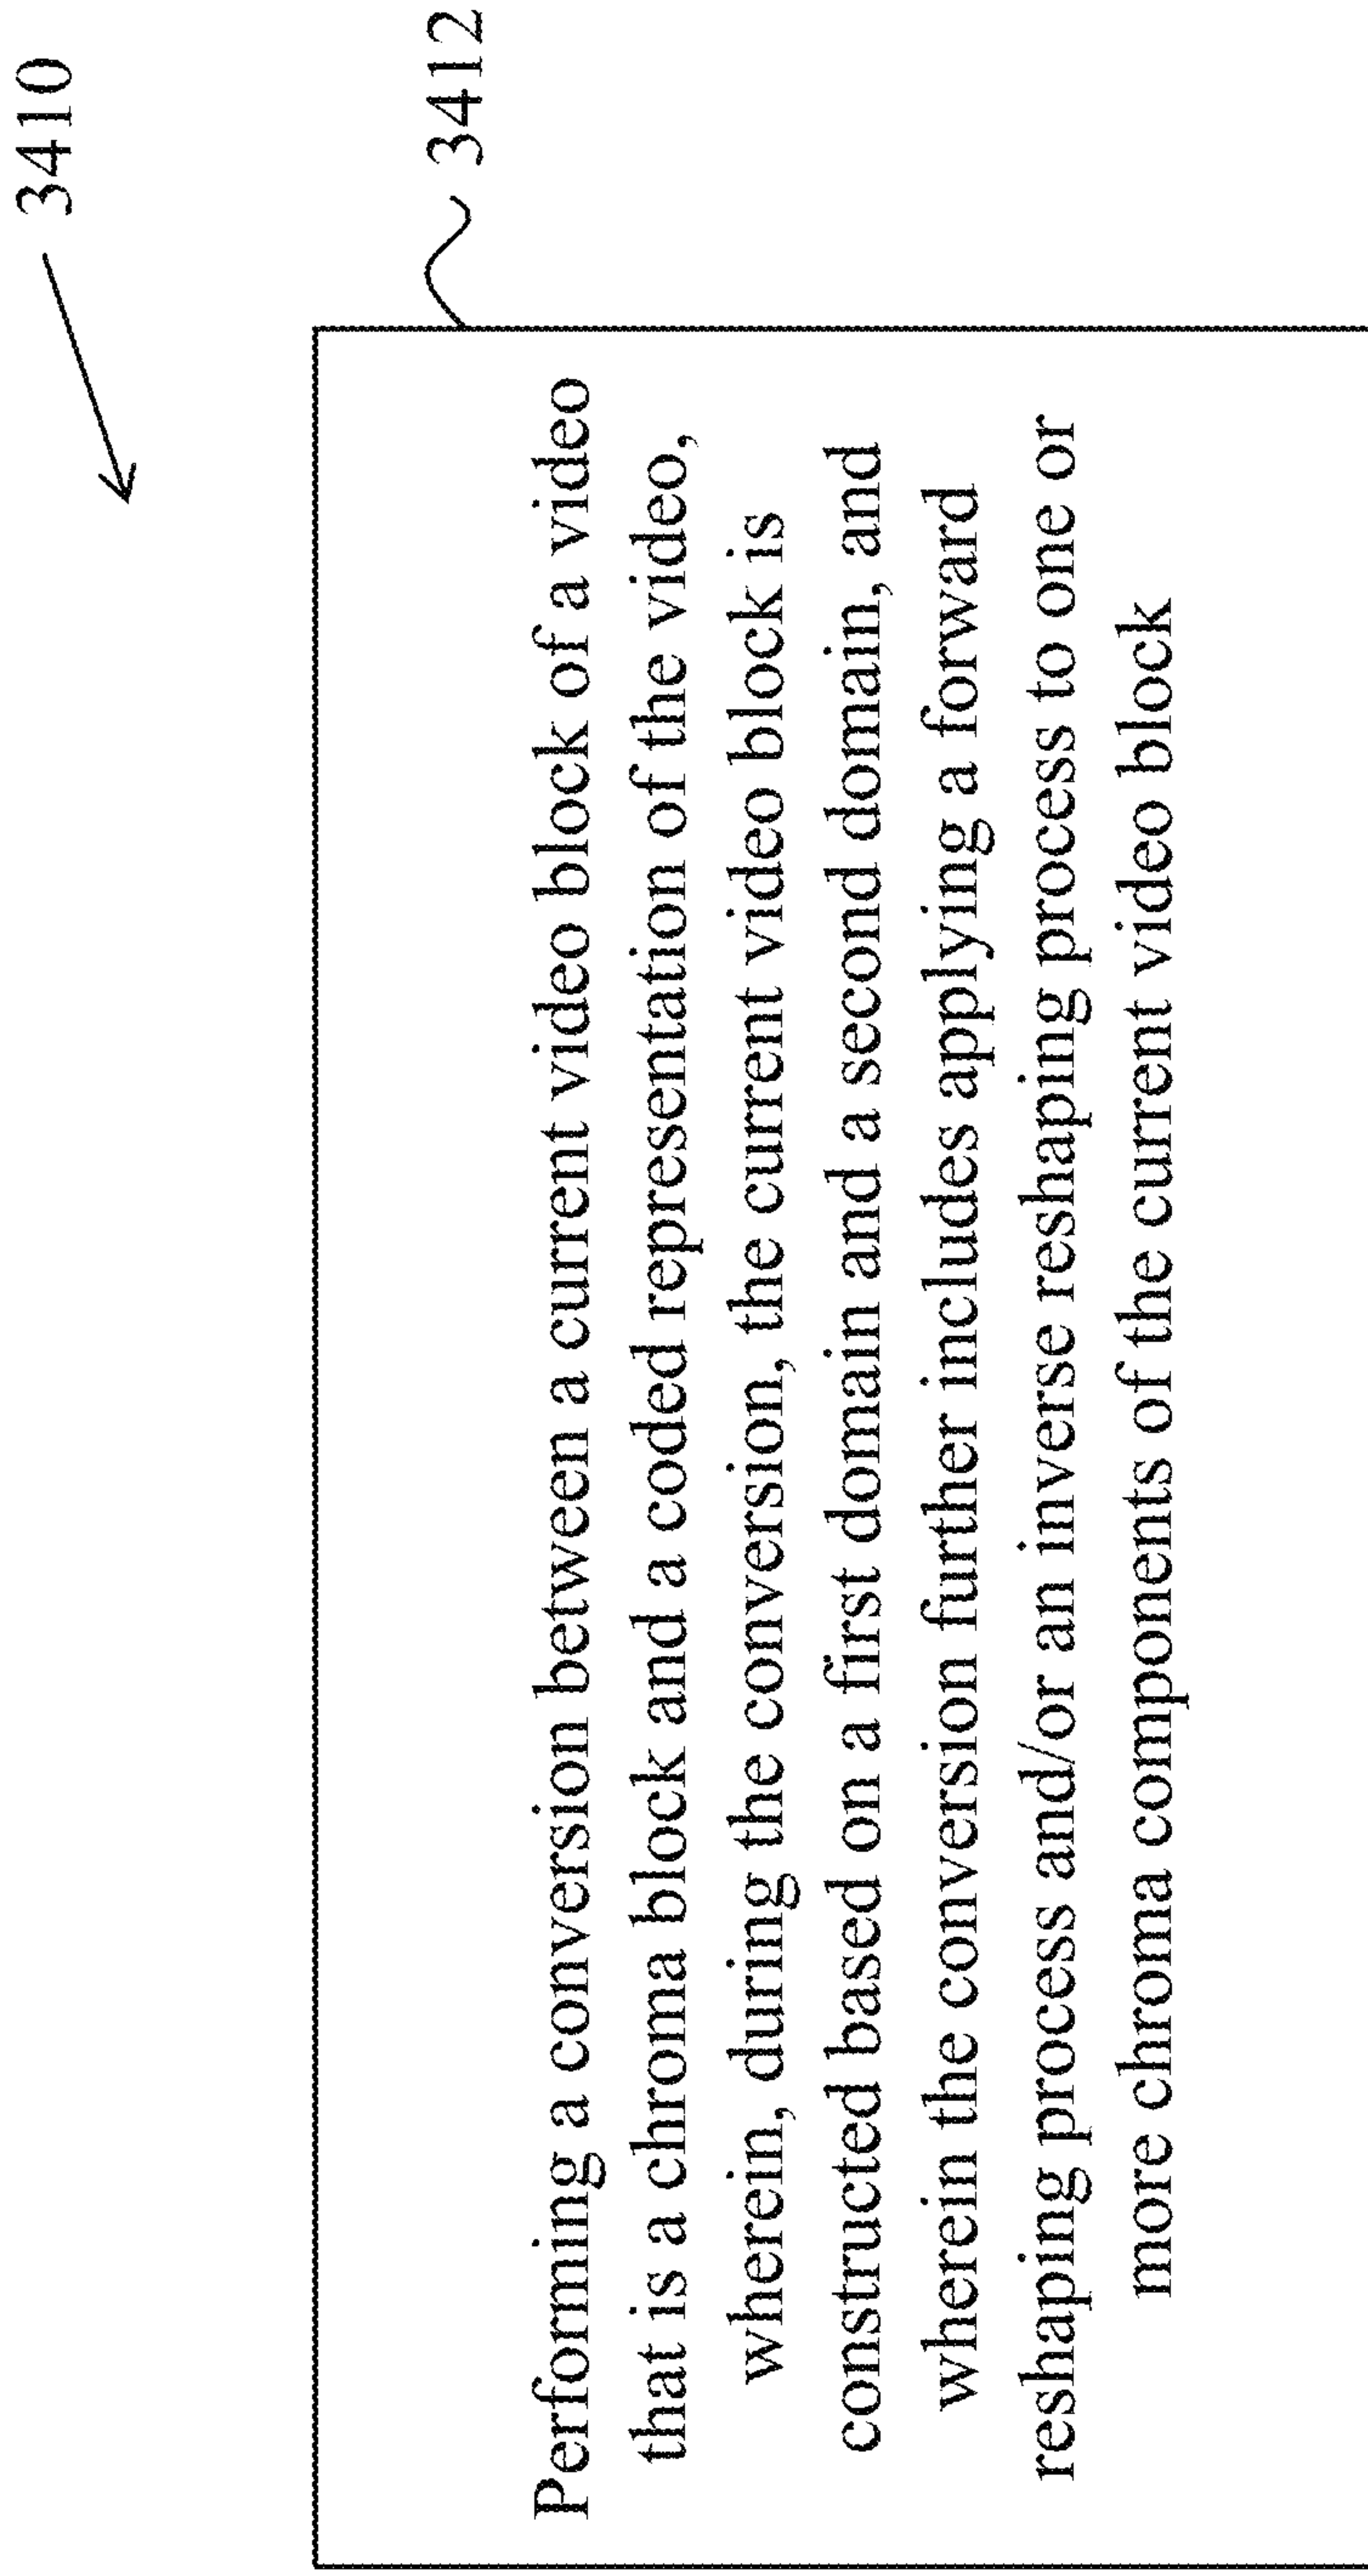 3410
3412
Performing a conversion between a current video block of a video
that is a chroma block and a coded representation of the video,
wherein, during the conversion, the current video block is
constructed based on a first domain and a second domain, and
wherein the conversion further includes applying a forward
reshaping process and/or an inverse reshaping process to one or
more chroma components of the current video block